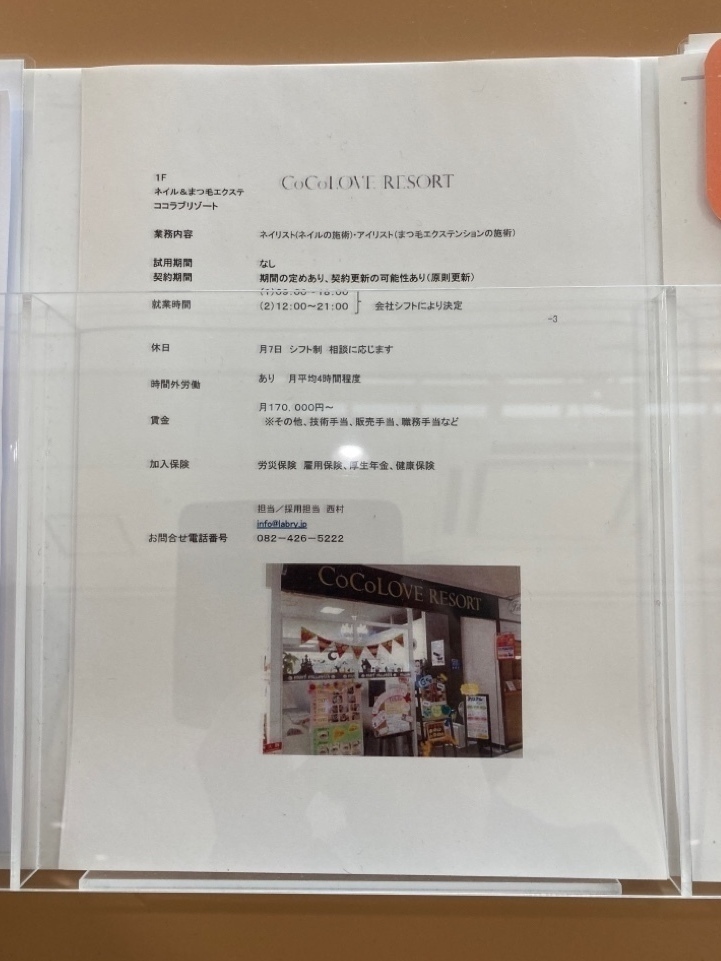 1F
ネイル＆まつ毛エクステ
ココラブリゾート
CoCoLOVE RESORT
業務内容 ネイリスト(ネイルの施術)・アイリスト(まつ毛エクステンションの施術)
試用期間 なし
契約期間 期間の定めあり、契約更新の可能性あり(原則更新)
(1)09:00～18:00
就業時間 (2)12:00～21:00 会社シフトにより決定
-3
休日 月7日 シフト制 相談に応じます
時間外労働 あり 月平均4時間程度
賃金 月170,000円～
※その他、技術手当、販売手当、職務手当など
加入保険 労災保険 雇用保険、厚生年金、健康保険
担当／採用担当 西村
info@labry.jp
お問合せ電話番号 082-426-5222
CoCoLOVE RESORT